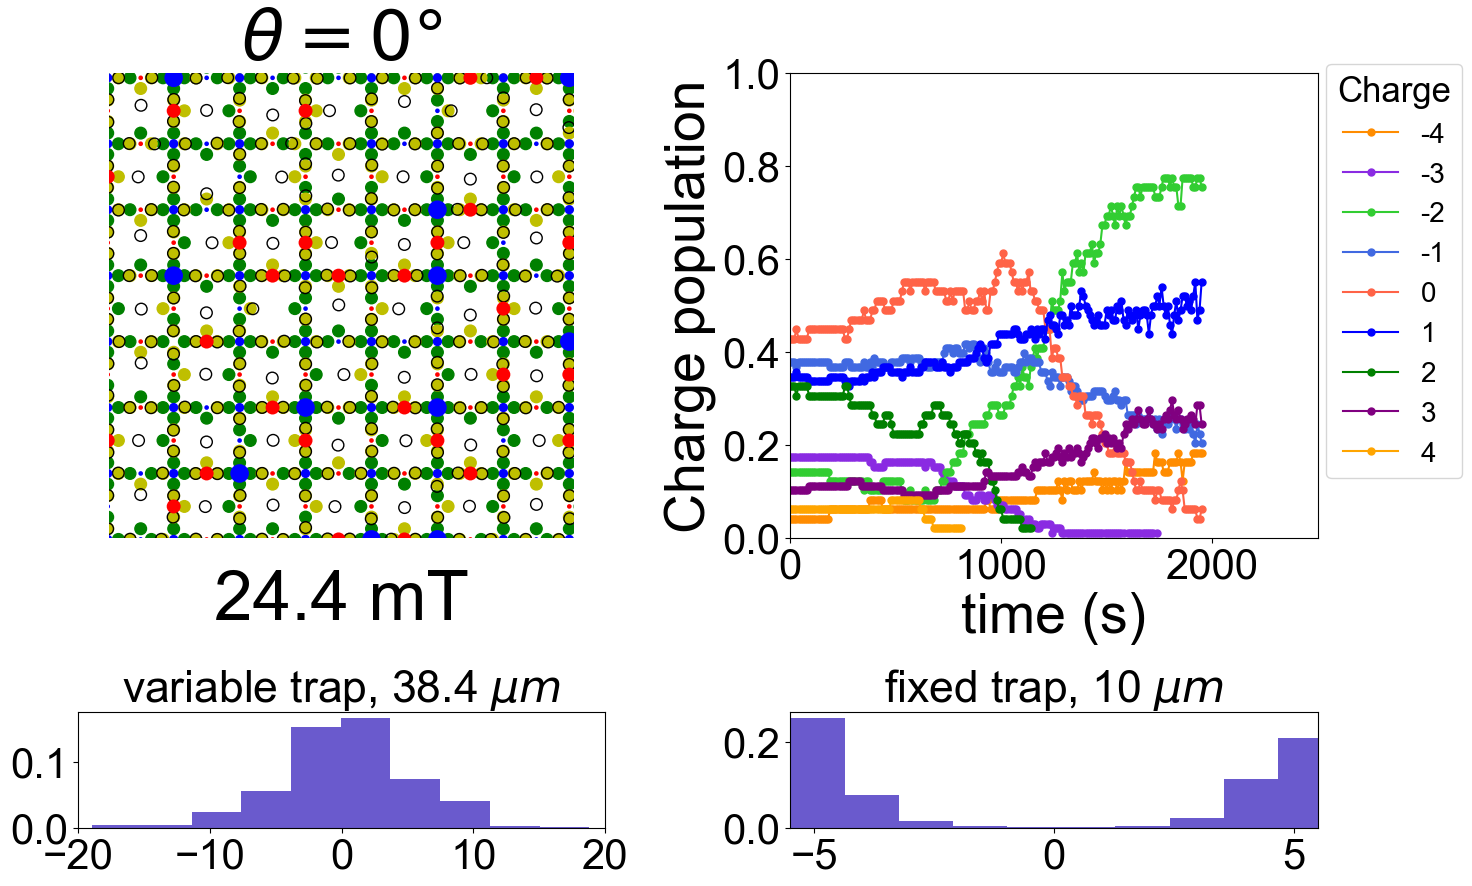 θ = 0°
24.4 mT
Charge population
1.0
0.8
0.6
0.4
0.2
0.0
0 1000 2000
time (s)
Charge
-4
-3
-2
-1
0
1
2
3
4
variable trap, 38.4 μm
0.1
0.0
−20 −10 0 10 20
fixed trap, 10 μm
0.2
0.0
−5 0 5